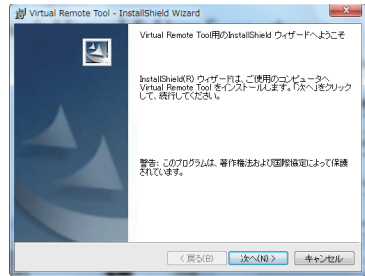 Virtual Remote Tool - InstallShield Wizard
Virtual Remote Tool用のInstallShield ウィザードへようこそ
InstallShield(R) ウィザードは、ご使用のコンピュータへ
Virtual Remote Tool をインストールします。「次へ」をクリック
して、続行してください。
警告: このプログラムは、著作権法および国際協定によって保護
されています。
< 戻る(B)
次へ(N) >
キャンセル